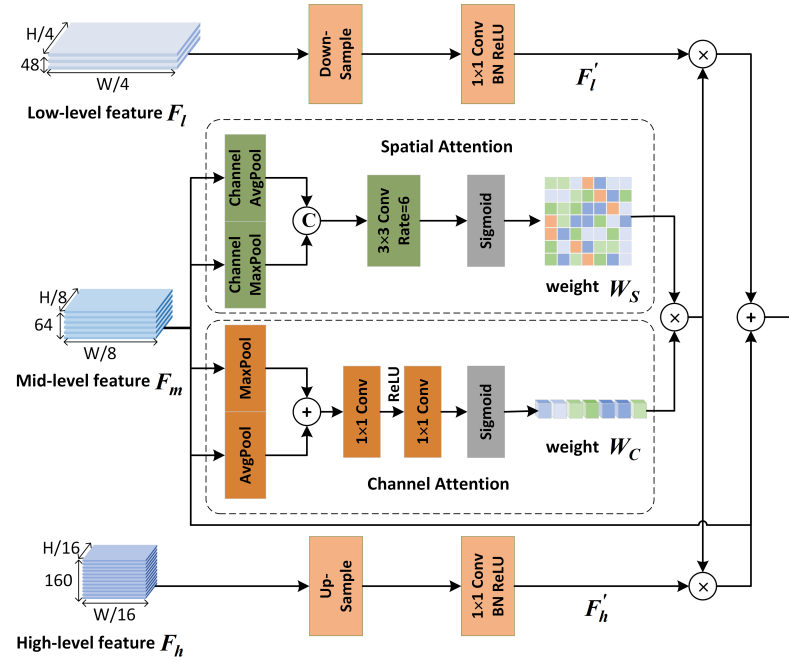 H/4
48
W/4
Low-level feature F_l
Down-
Sample
1×1 Conv
BN ReLU
F_l'
×
Spatial Attention
Channel
AvgPool
Channel
MaxPool
C
3×3 Conv
Rate=6
Sigmoid
weight W_S
H/8
64
W/8
Mid-level feature F_m
×
+
MaxPool
AvgPool
+
1×1 Conv
ReLU
1×1 Conv
Sigmoid
weight W_C
Channel Attention
H/16
160
W/16
High-level feature F_h
Up-
Sample
1×1 Conv
BN ReLU
F_h'
×